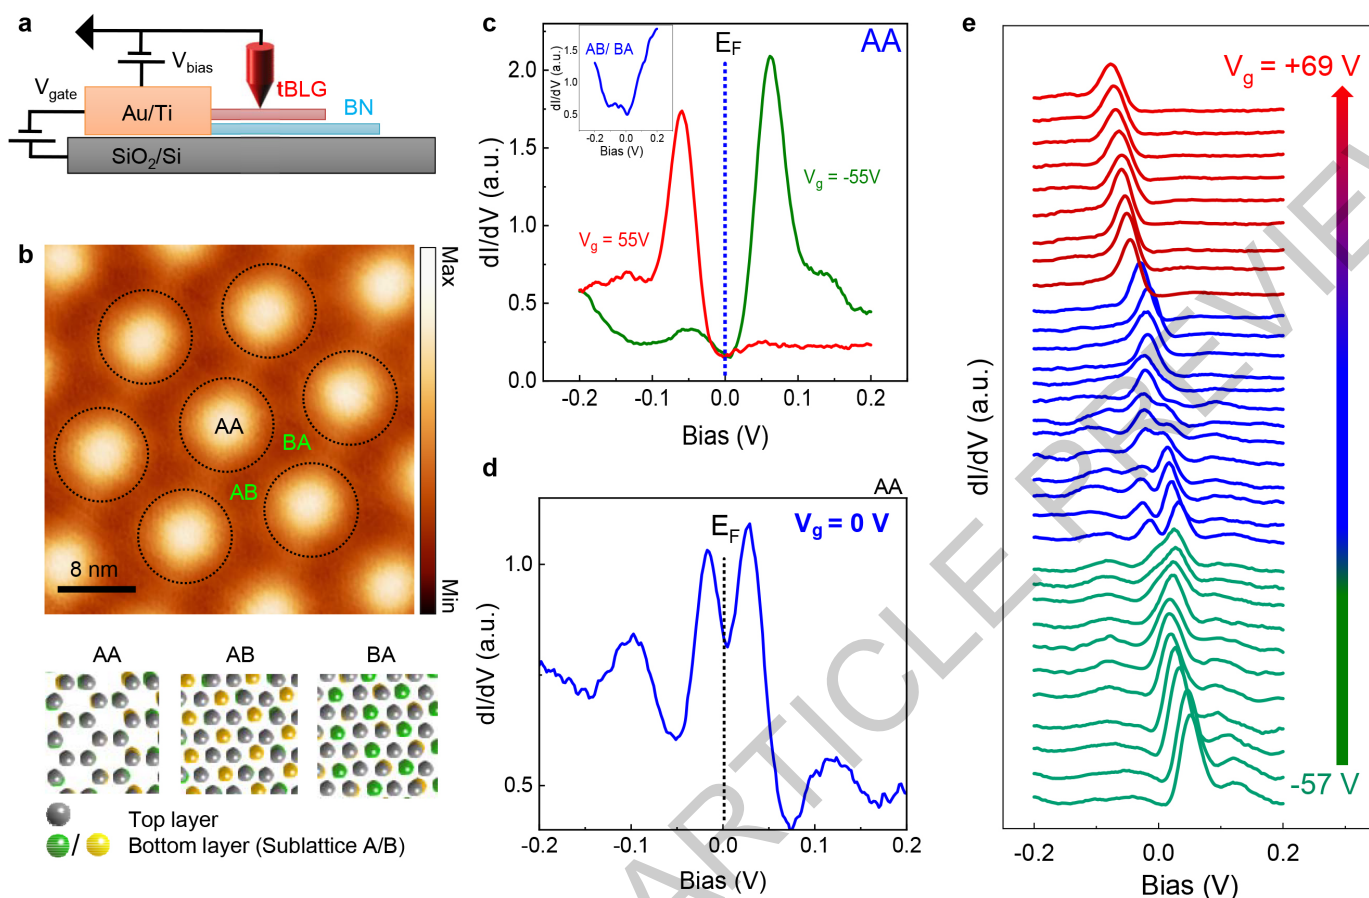 a
V_gate
V_bias
tBLG
Au/Ti
BN
SiO₂/Si
b
AA
BA
AB
8 nm
Max
Min
AA
AB
BA
Top layer
/ Bottom layer (Sublattice A/B)
c
AA
E_F
AB/ BA
dI/dV (a.u.)
1.5
1.0
0.5
-0.2
0.0
0.2
Bias (V)
V_g = 55V
V_g = -55V
dI/dV (a.u.)
2.0
1.5
1.0
0.5
0.0
-0.2
-0.1
0.0
0.1
0.2
Bias (V)
d
AA
E_F
V_g = 0 V
dI/dV (a.u.)
1.0
0.5
-0.2
-0.1
0.0
0.1
0.2
Bias (V)
e
V_g = +69 V
-57 V
dI/dV (a.u.)
-0.2
0.0
0.2
Bias (V)
ARTICLE PREVIEW